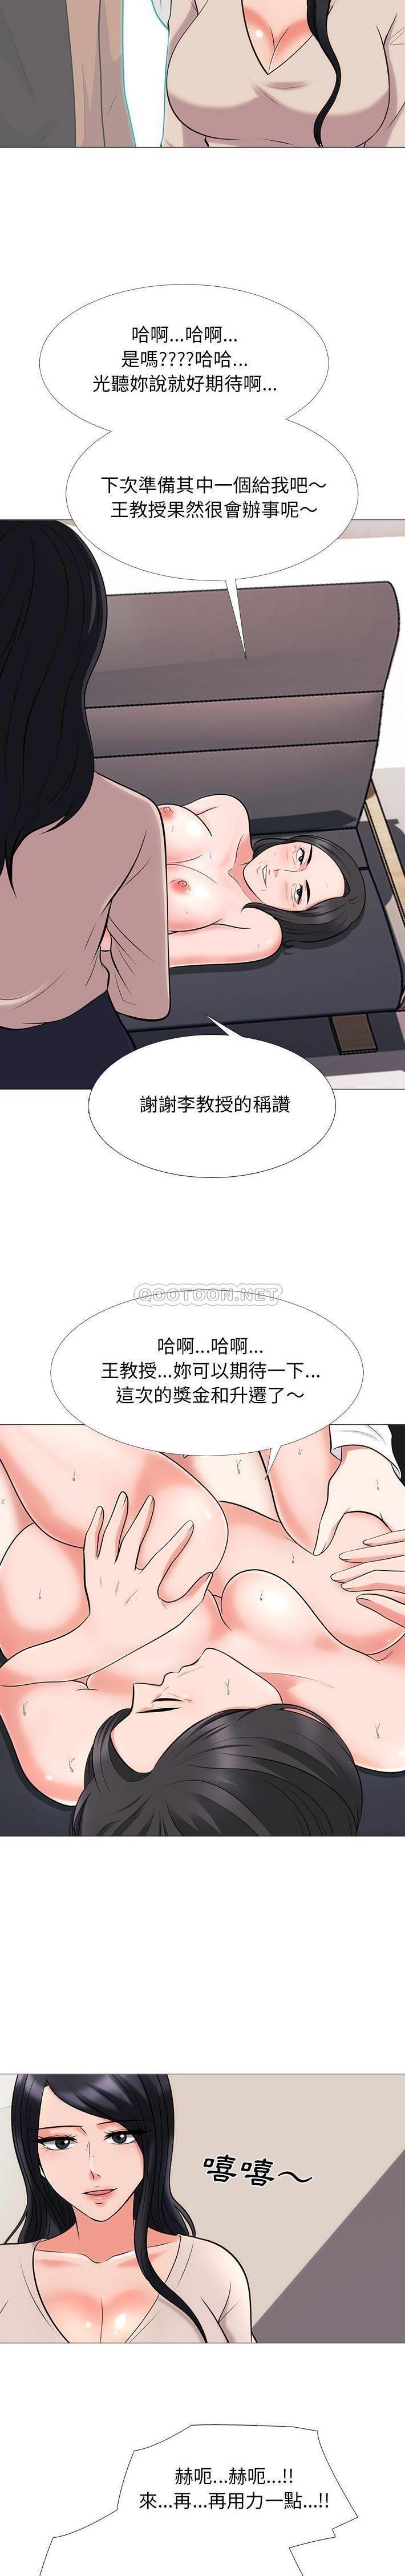 哈啊...哈啊...
是嗎????哈哈...
光聽妳說就好期待啊...
下次準備其中一個給我吧～
王教授果然很會辦事呢～
謝謝李教授的稱讚
QOOTOON.NET
哈啊...哈啊...
王教授...妳可以期待一下...
這次的獎金和升遷了～
嘻嘻～
赫呃...赫呃...!!
來...再...再用力一點...!!